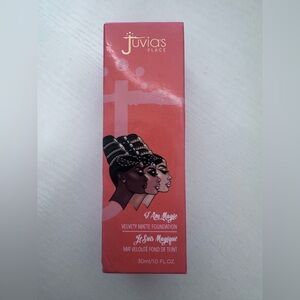 Juvia's
PLACE
I Am Magic
VELVETY MATTE FOUNDATION
Je Suis Magique
MAT VELOUTÉ FOND DE TEINT
30ml/1.0 FL.OZ